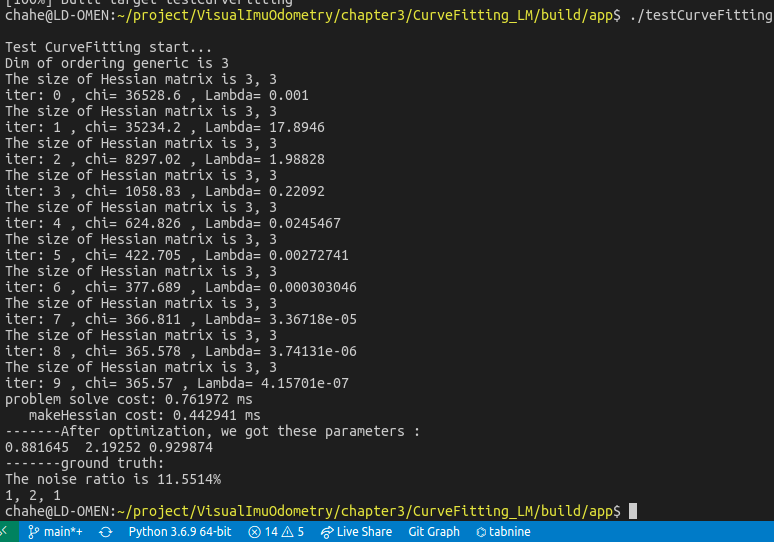 [100%] Built target testCurveFitting
chahe@LD-OMEN:~/project/VisualImuOdometry/chapter3/CurveFitting_LM/build/app$ ./testCurveFitting
Test CurveFitting start...
Dim of ordering generic is 3
The size of Hessian matrix is 3, 3
iter: 0 , chi= 36528.6 , Lambda= 0.001
The size of Hessian matrix is 3, 3
iter: 1 , chi= 35234.2 , Lambda= 17.8946
The size of Hessian matrix is 3, 3
iter: 2 , chi= 8297.02 , Lambda= 1.98828
The size of Hessian matrix is 3, 3
iter: 3 , chi= 1058.83 , Lambda= 0.22092
The size of Hessian matrix is 3, 3
iter: 4 , chi= 624.826 , Lambda= 0.0245467
The size of Hessian matrix is 3, 3
iter: 5 , chi= 422.705 , Lambda= 0.00272741
The size of Hessian matrix is 3, 3
iter: 6 , chi= 377.689 , Lambda= 0.000303046
The size of Hessian matrix is 3, 3
iter: 7 , chi= 366.811 , Lambda= 3.36718e-05
The size of Hessian matrix is 3, 3
iter: 8 , chi= 365.578 , Lambda= 3.74131e-06
The size of Hessian matrix is 3, 3
iter: 9 , chi= 365.57 , Lambda= 4.15701e-07
problem solve cost: 0.761972 ms
   makeHessian cost: 0.442941 ms
-------After optimization, we got these parameters :
0.881645  2.19252 0.929874
-------ground truth:
The noise ratio is 11.5514%
1, 2, 1
chahe@LD-OMEN:~/project/VisualImuOdometry/chapter3/CurveFitting_LM/build/app$
main*+ Python 3.6.9 64-bit 14 5 Live Share Git Graph tabnine